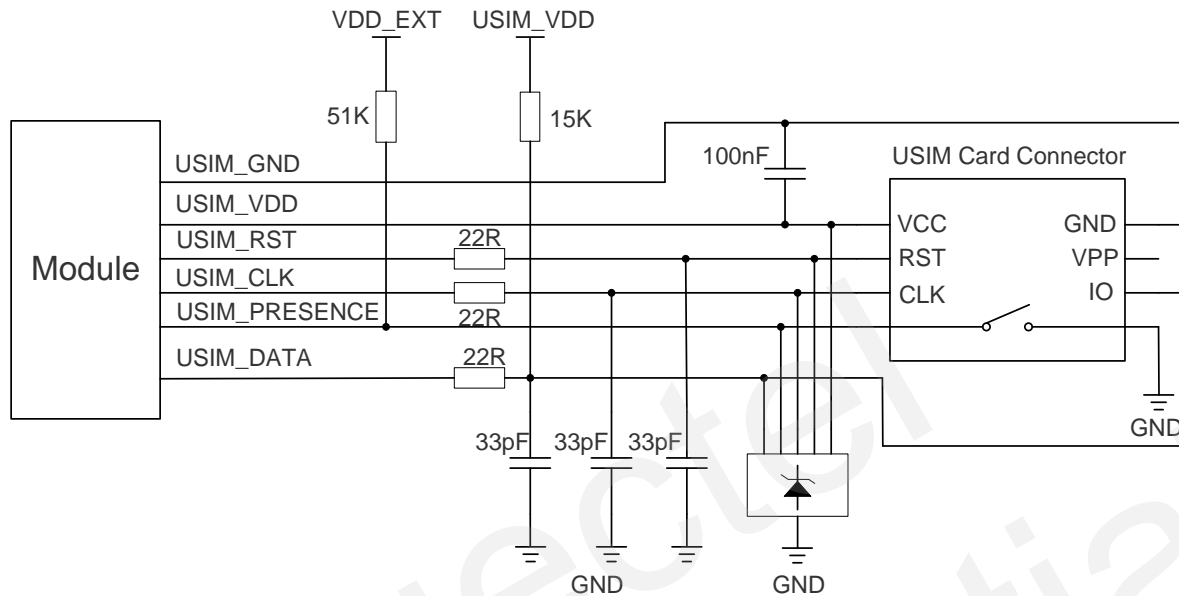 VDD_EXT USIM_VDD
51K 15K
100nF USIM Card Connector
USIM_GND
USIM_VDD
VCC GND
USIM_RST 22R
RST VPP
Module
USIM_CLK
CLK IO
USIM_PRESENCE 22R
USIM_DATA 22R
GND
33pF 33pF 33pF
GND GND